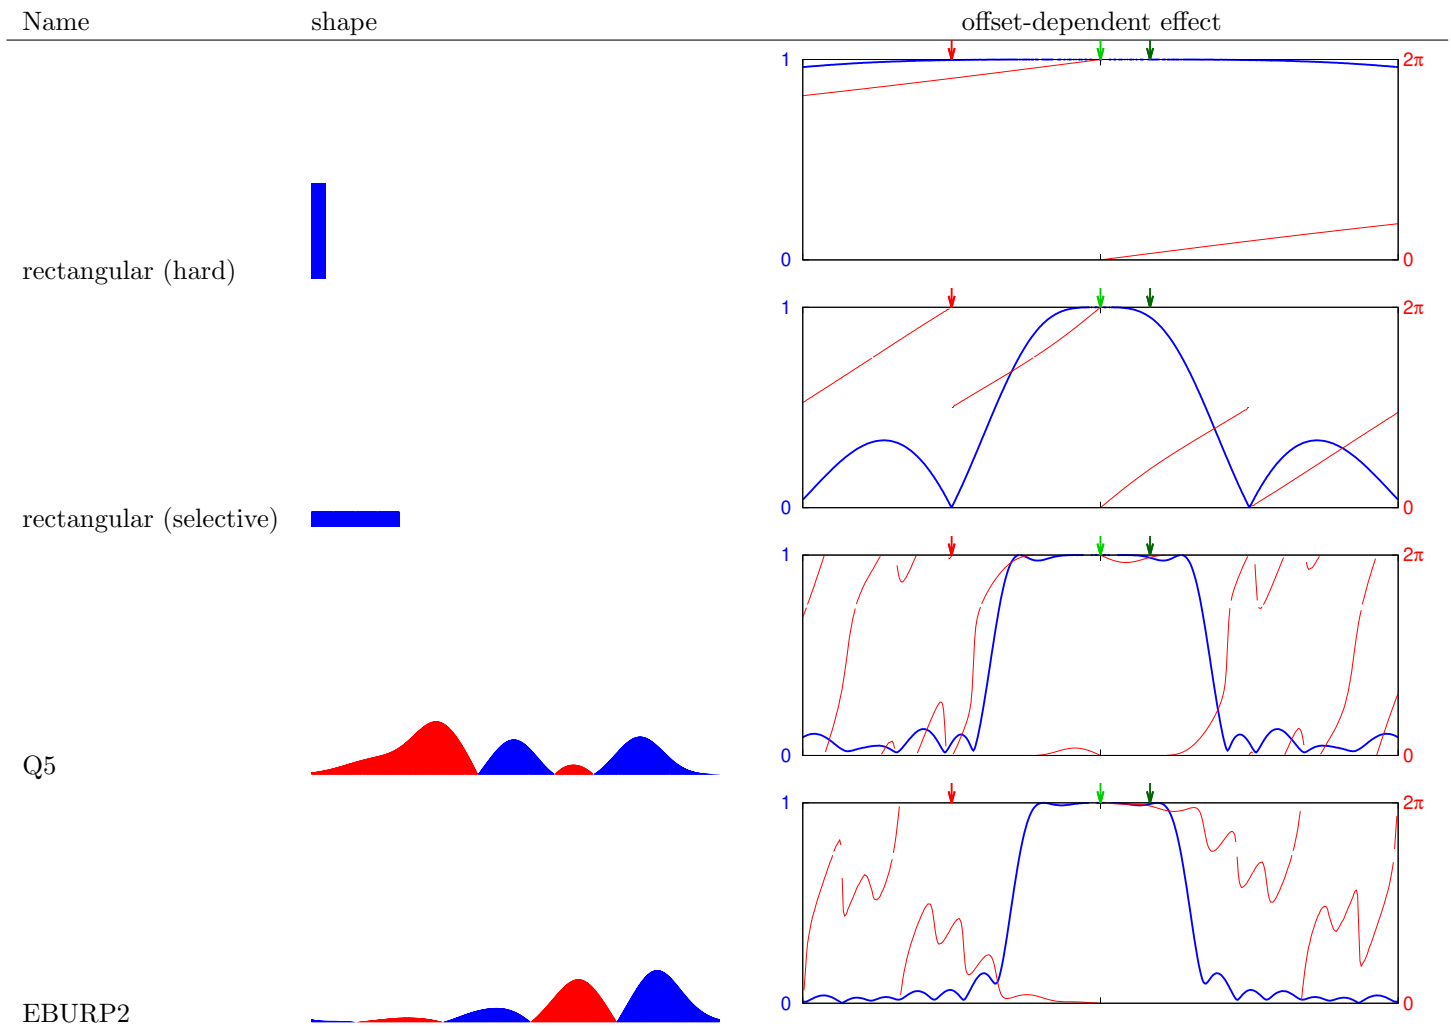 Name shape offset-dependent effect
1 2π
0 0
rectangular (hard)
1 2π
0 0
rectangular (selective)
1 2π
0 0
Q5
1 2π
0 0
EBURP2